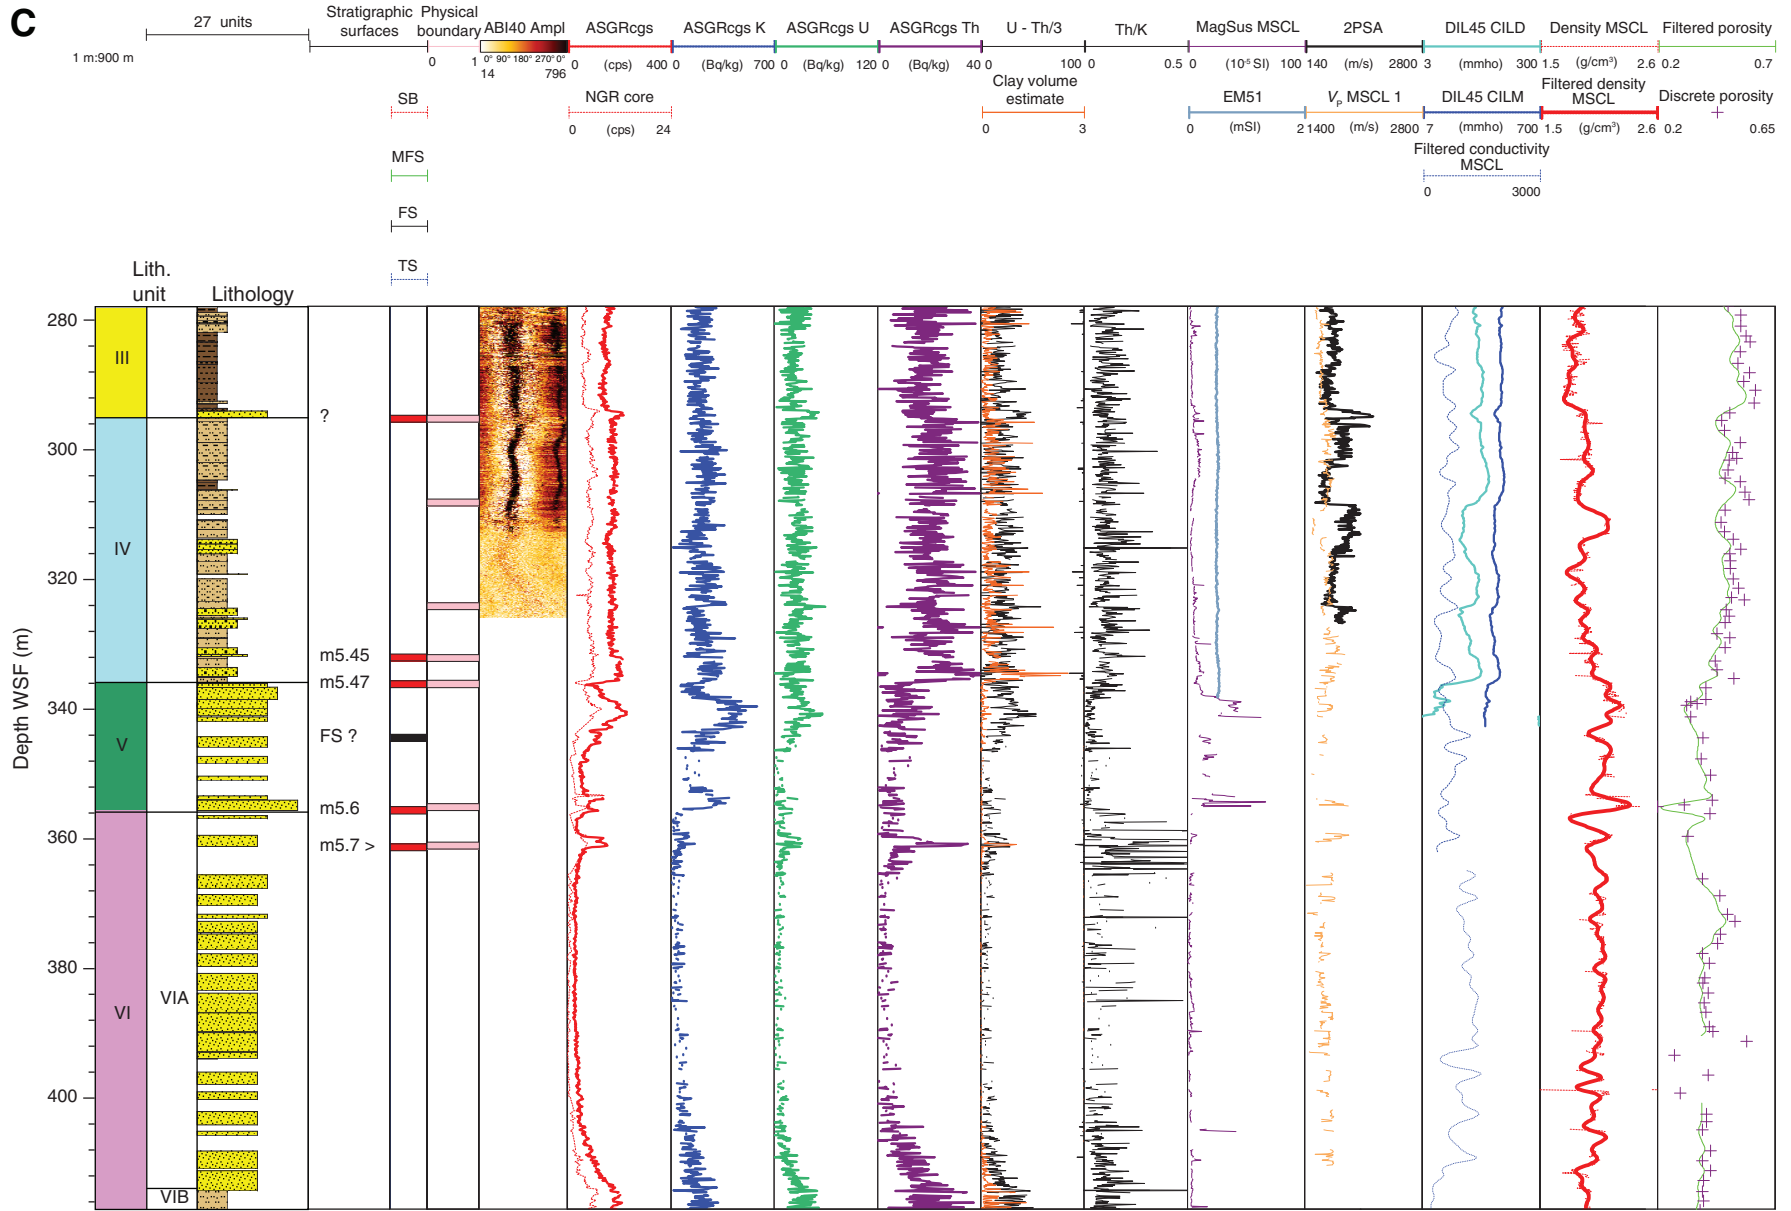 C
1 m:900 m
27 units
Stratigraphic surfaces
Physical boundary
0 1
ABI40 Ampl
0° 90° 180° 270° 0°
14 796
ASGRcgs
0 (cps) 400
ASGRcgs K
0 (Bq/kg) 700
ASGRcgs U
0 (Bq/kg) 120
ASGRcgs Th
0 (Bq/kg) 40
U - Th/3
0 100
Th/K
0 0.5
MagSus MSCL
0 (10-5 SI) 100
2PSA
140 (m/s) 2800
DIL45 CILD
3 (mmho) 300
Density MSCL
1.5 (g/cm3) 2.6
Filtered porosity
0.2 0.7
SB
NGR core
0 (cps) 24
Clay volume estimate
0 3
EM51
0 (mSI) 2
VP MSCL 1
1400 (m/s) 2800
DIL45 CILM
7 (mmho) 700
Filtered density MSCL
1.5 (g/cm3) 2.6
Discrete porosity
0.2 0.65
MFS
Filtered conductivity MSCL
0 3000
FS
TS
Lith. unit
Lithology
Depth WSF (m)
280
300
320
340
360
380
400
III
IV
V
VI
VIA
VIB
?
m5.45
m5.47
FS ?
m5.6
m5.7 >